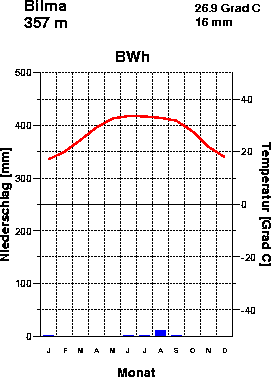 Bilma
357 m
26.9 Grad C
16 mm
BWh
500
400
300
200
100
0
Niederschlag [mm]
40
20
0
-20
-40
Temperatur [Grad C]
J F M A M J J A S O N D
Monat